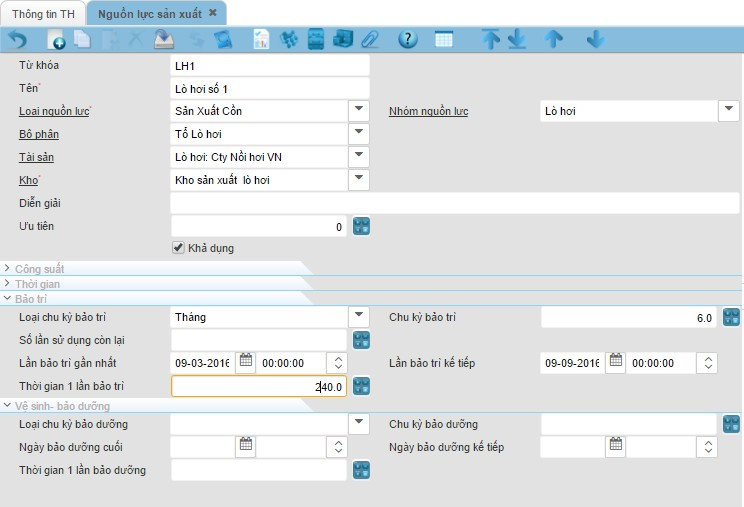 Thông tin TH
Nguồn lực sản xuất ×
Từ khóa LH1
Tên* Lò hơi số 1
Loại nguồn lực* Sản Xuất Cồn Nhóm nguồn lực Lò hơi
Bộ phận Tổ Lò hơi
Tài sản Lò hơi: Cty Nồi hơi VN
Kho* Kho sản xuất lò hơi
Diễn giải
Ưu tiên 0
Khả dụng
Công suất
Thời gian
Bảo trì
Loại chu kỳ bảo trí Tháng Chu kỳ bảo trí 6.0
Số lần sử dụng còn lại
Lần bảo trí gần nhất 09-03-2016 00:00:00 Lần bảo trí kế tiếp 09-09-2016 00:00:00
Thời gian 1 lần bảo trí 240.0
Vệ sinh- bảo dưỡng
Loại chu kỳ bảo dưỡng Chu kỳ bảo dưỡng
Ngày bảo dưỡng cuối Ngày bảo dưỡng kế tiếp
Thời gian 1 lần bảo dưỡng